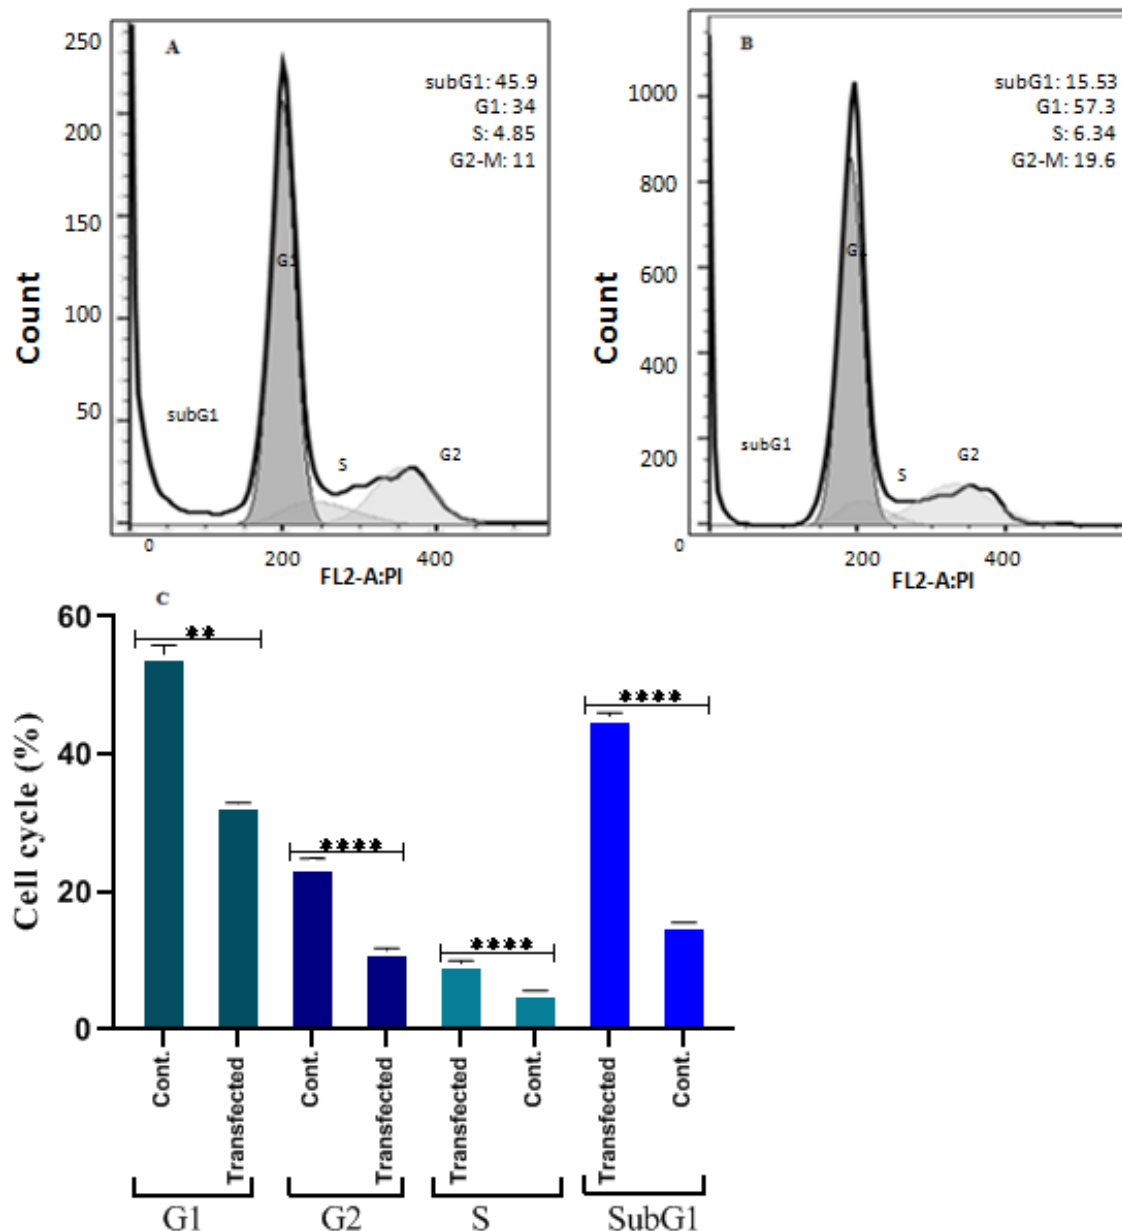 A
subG1: 45.9
G1: 34
S: 4.85
G2-M: 11
250
200
150
100
50
Count
subG1
G1
S
G2
0
200
400
FL2-A:PI
B
subG1: 15.53
G1: 57.3
S: 6.34
G2-M: 19.6
1000
800
600
400
200
Count
subG1
G1
S
G2
0
200
400
FL2-A:PI
C
60
40
20
0
Cell cycle (%)
**
****
****
****
Cont.
Transfected
Cont.
Transfected
Transfected
Cont.
Transfected
Cont.
G1
G2
S
SubG1